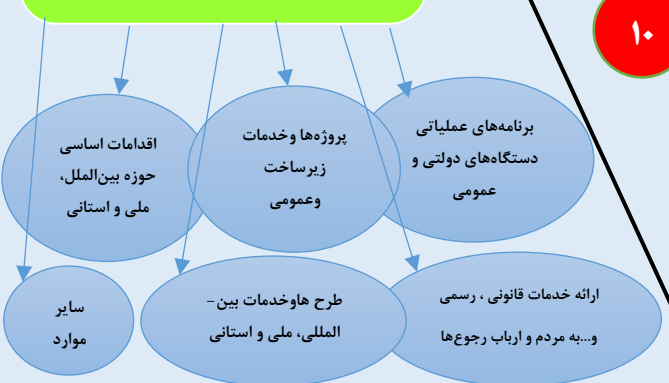 ۱۰
برنامه‌های عملیاتی
دستگاه‌های دولتی و
عمومی
پروژه‌ها وخدمات
زیرساخت
وعمومی
اقدامات اساسی
حوزه بین‌الملل،
ملی و استانی
ارائه خدمات قانونی ، رسمی
و...به مردم و ارباب رجوع‌ها
طرح هاوخدمات بین–
المللی، ملی و استانی
سایر
موارد